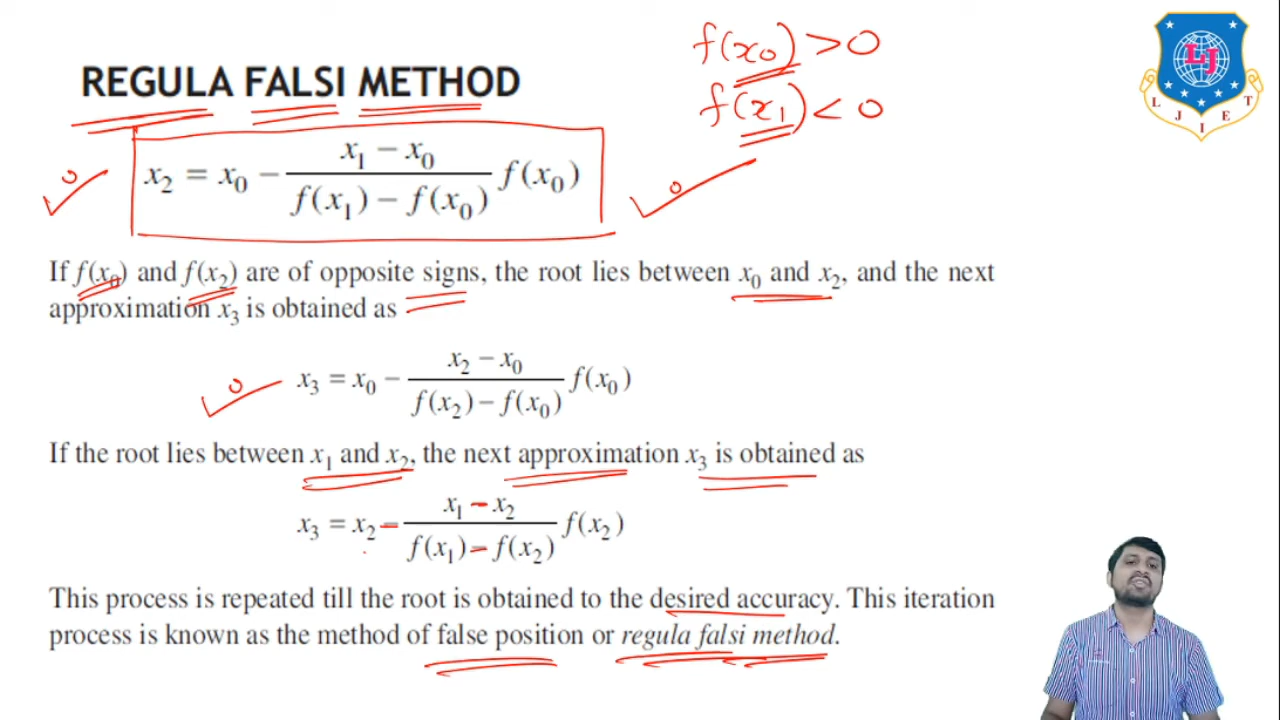 REGULA FALSI METHOD
f(x₀) > 0
f(x₁) < 0
x₂ = x₀ − (x₁ − x₀) / (f(x₁) − f(x₀)) f(x₀)
If f(x₀) and f(x₂) are of opposite signs, the root lies between x₀ and x₂, and the next
approximation x₃ is obtained as
x₃ = x₀ − (x₂ − x₀) / (f(x₂) − f(x₀)) f(x₀)
If the root lies between x₁ and x₂, the next approximation x₃ is obtained as
x₃ = x₂ − (x₁ − x₂) / (f(x₁) − f(x₂)) f(x₂)
This process is repeated till the root is obtained to the desired accuracy. This iteration
process is known as the method of false position or regula falsi method.
LJ
L J I E T